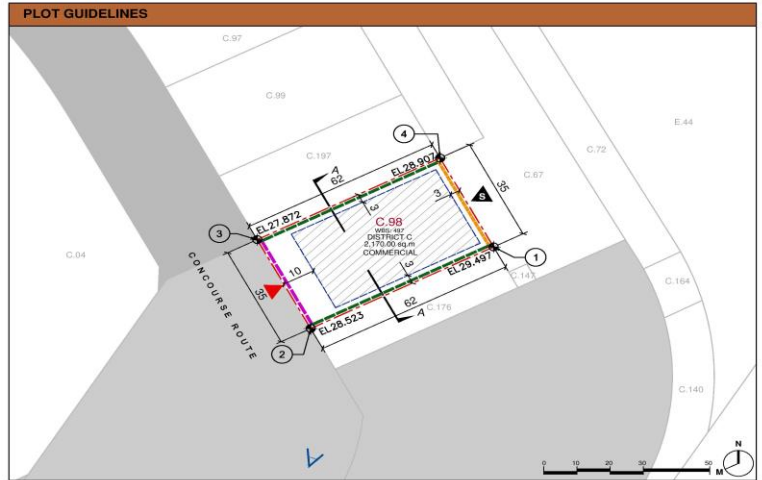 PLOT GUIDELINES
C.97
C.99
E.44
C.72
4
C.197
A
62
EL28.907
C.67
35
EL27.872
3
S
3
C.98
WBS: 497
DISTRICT C
2,170.00 sq.m
COMMERCIAL
3
C.04
CONCOURSE ROUTE
10
3
EL29.497
1
C.147
C.164
35
62
A
C.176
EL28.523
2
C.140
N
0 10 20 30 50
M